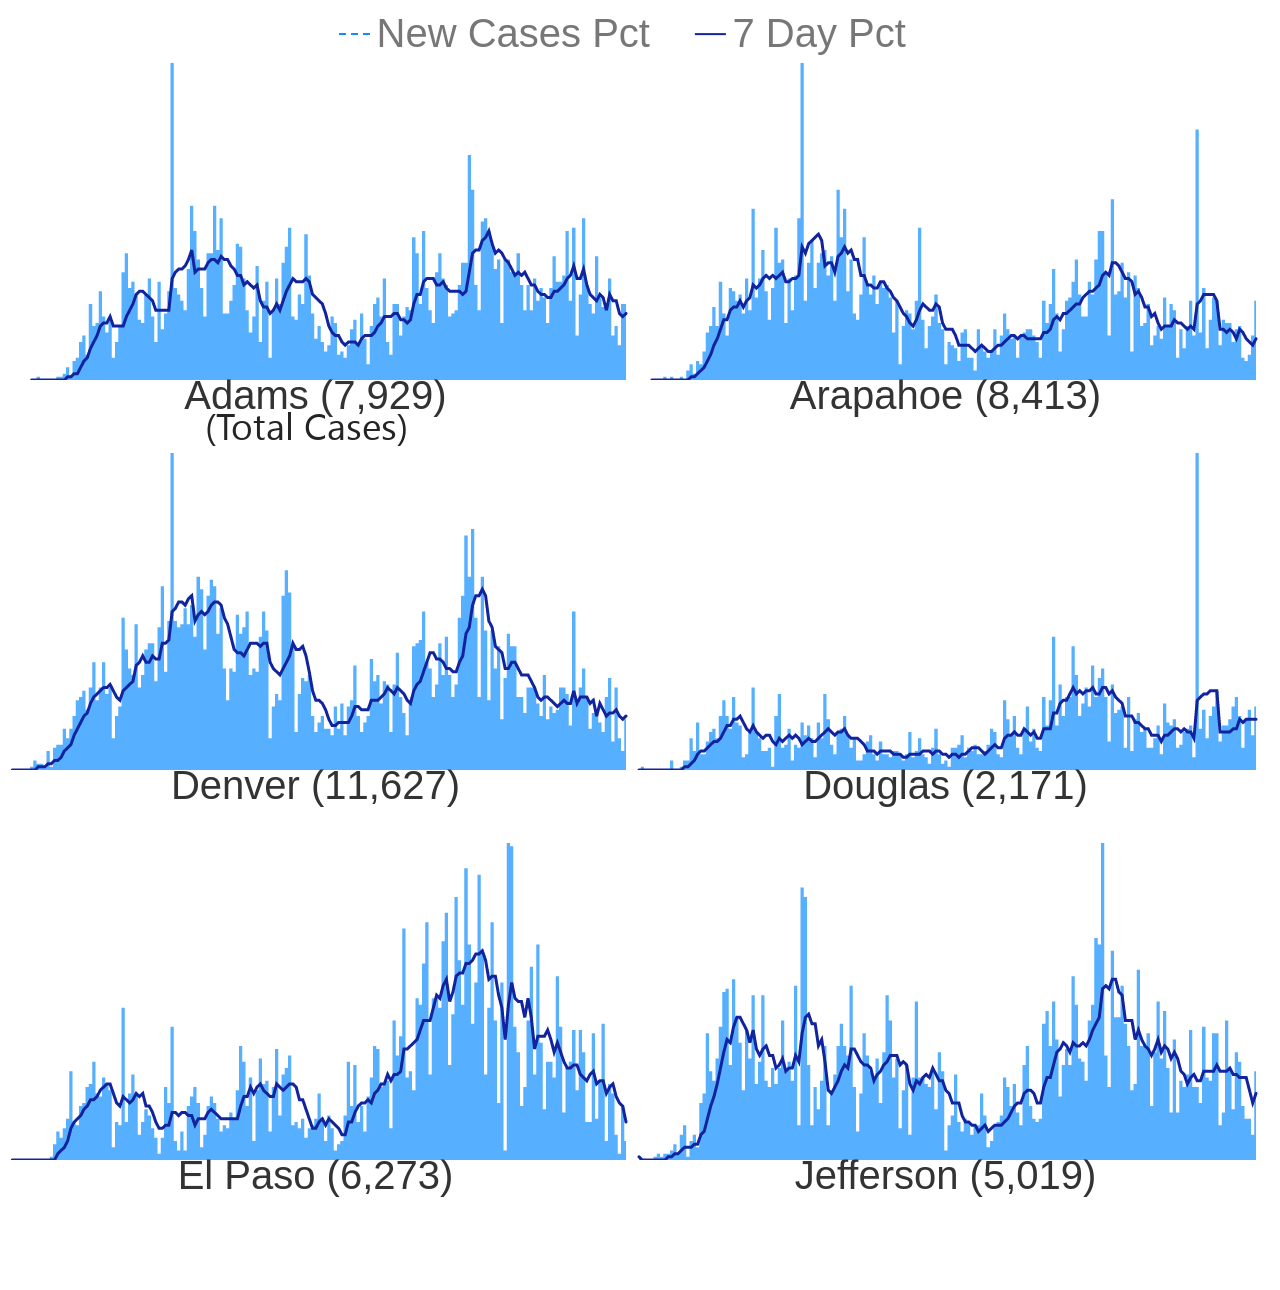 New Cases Pct 7 Day Pct
Adams (7,929) Arapahoe (8,413)
(Total Cases)
Denver (11,627) Douglas (2,171)
El Paso (6,273) Jefferson (5,019)